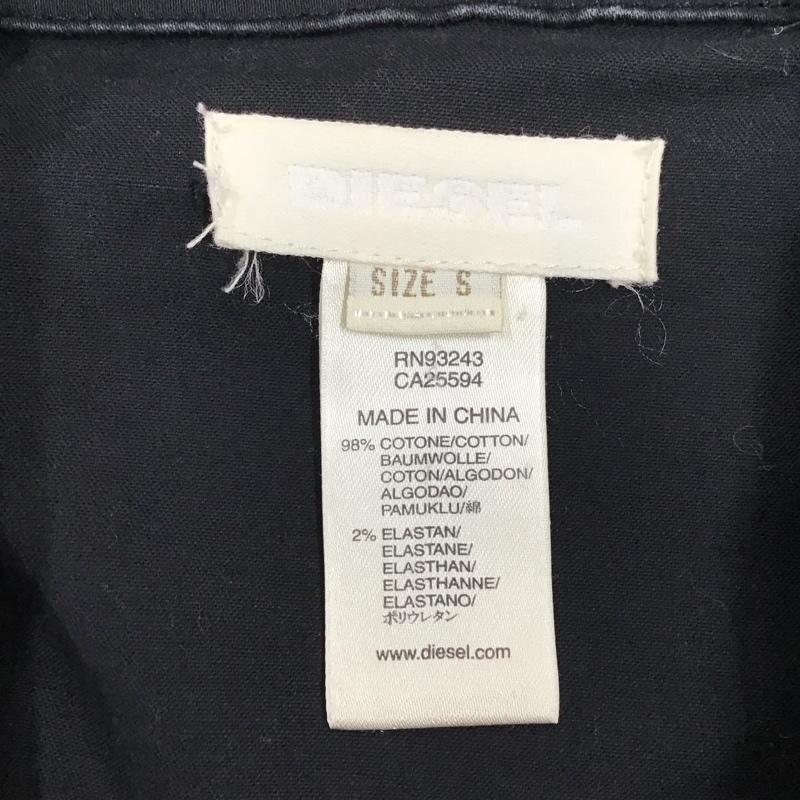 DIESEL
SIZE S
RN93243
CA25594
MADE IN CHINA
98% COTONE/COTTON/
BAUMWOLLE/
COTON/ALGODON/
ALGODAO/
PAMUKLU/綿
2% ELASTAN/
ELASTANE/
ELASTHAN/
ELASTHANNE/
ELASTANO/
ポリウレタン
www.diesel.com